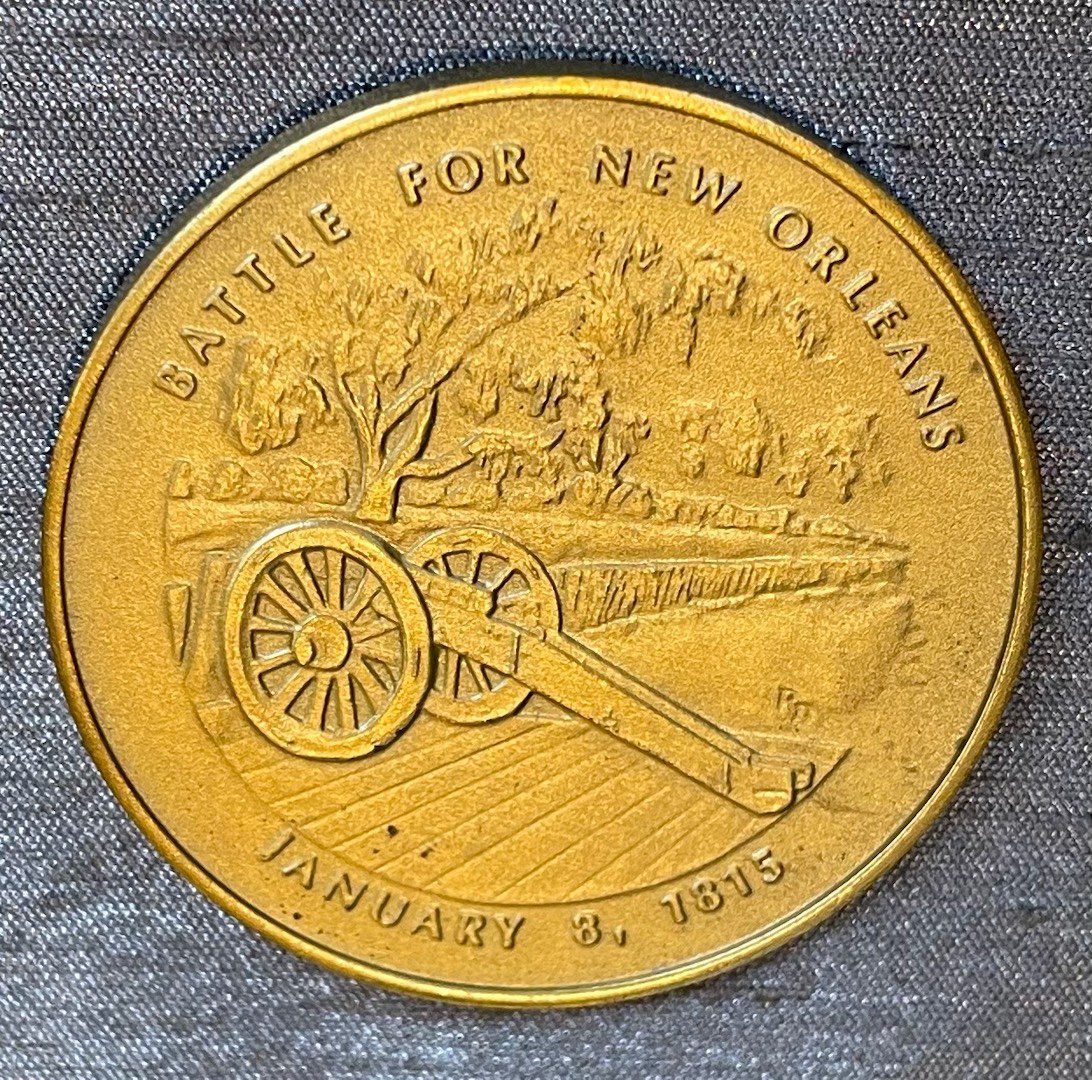 BATTLE FOR NEW ORLEANS
JANUARY 8, 1815